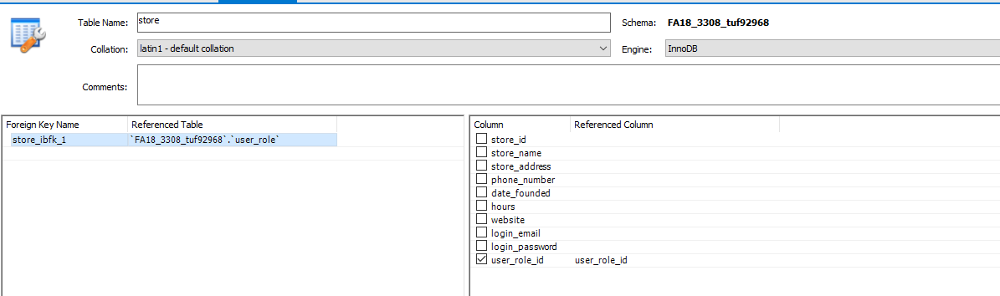 Table Name: store Schema: FA18_3308_tuf92968
Collation: latin1 - default collation Engine: InnoDB
Comments:
Foreign Key Name Referenced Table
store_ibfk_1 `FA18_3308_tuf92968`.`user_role`
Column Referenced Column
store_id
store_name
store_address
phone_number
date_founded
hours
website
login_email
login_password
user_role_id user_role_id